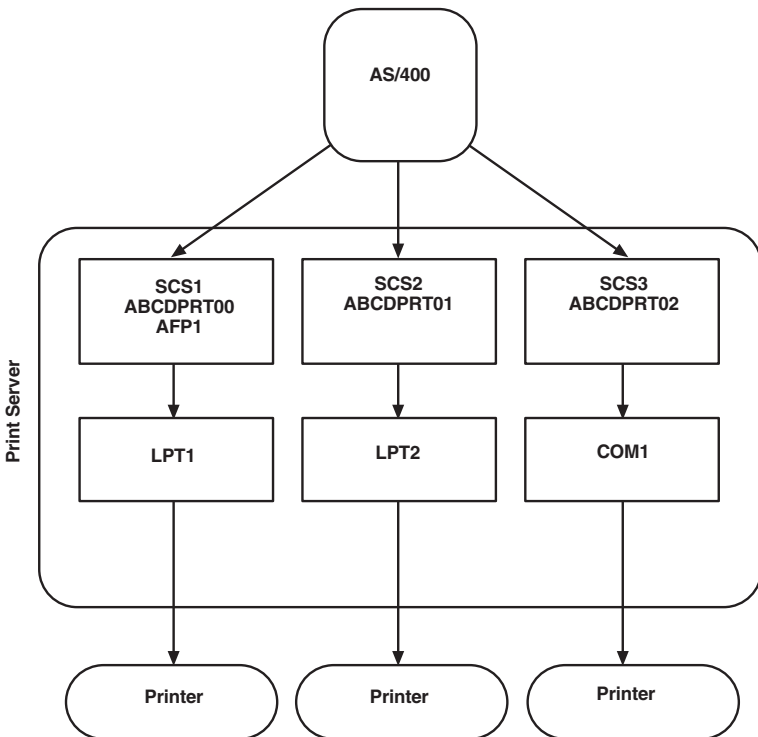 AS/400
Print Server
SCS1
ABCDPRT00
AFP1
SCS2
ABCDPRT01
SCS3
ABCDPRT02
LPT1
LPT2
COM1
Printer
Printer
Printer